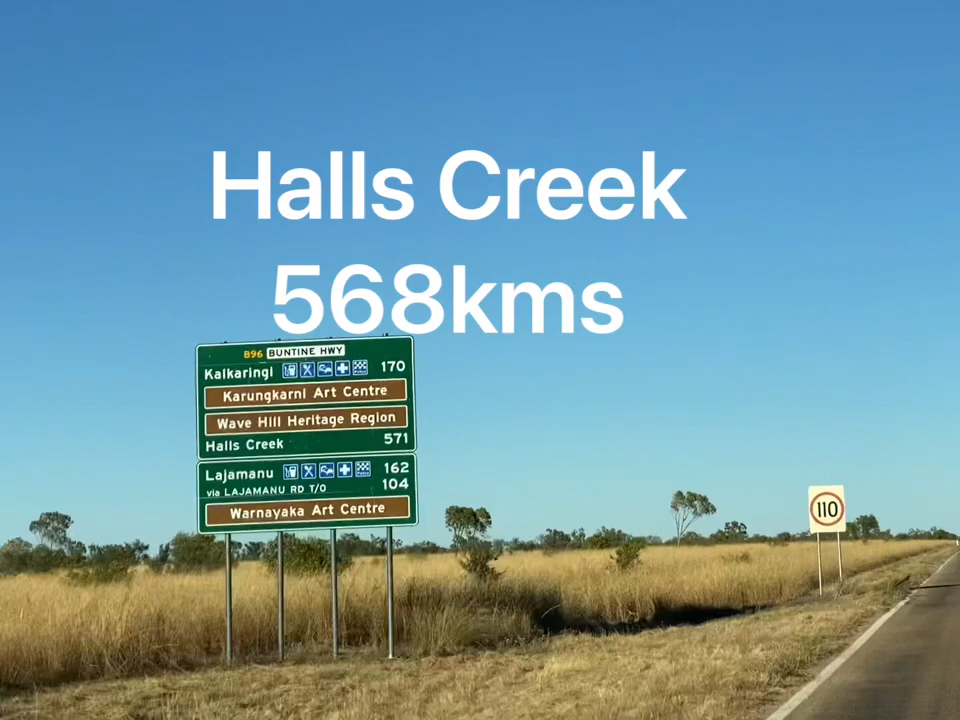 Halls Creek
568kms
B96 BUNTINE HWY
Kalkaringi 170
Karungkarni Art Centre
Wave Hill Heritage Region
Halls Creek 571
Lajamanu 162
via LAJAMANU RD T/O 104
Warnayaka Art Centre
110